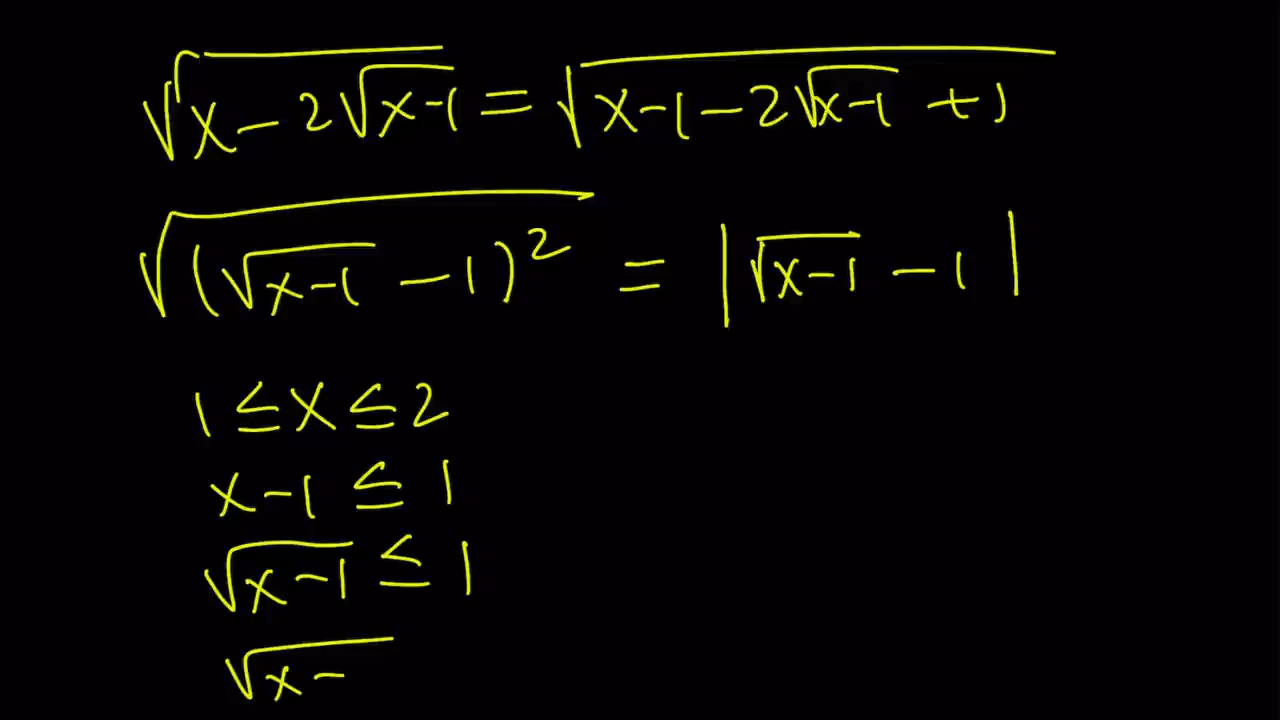 √(x-2√(x-1)) = √(x-1-2√(x-1)+1)
√((√(x-1)-1)²) = |√(x-1)-1|
1≤x≤2
x-1≤1
√(x-1)≤1
√(x-